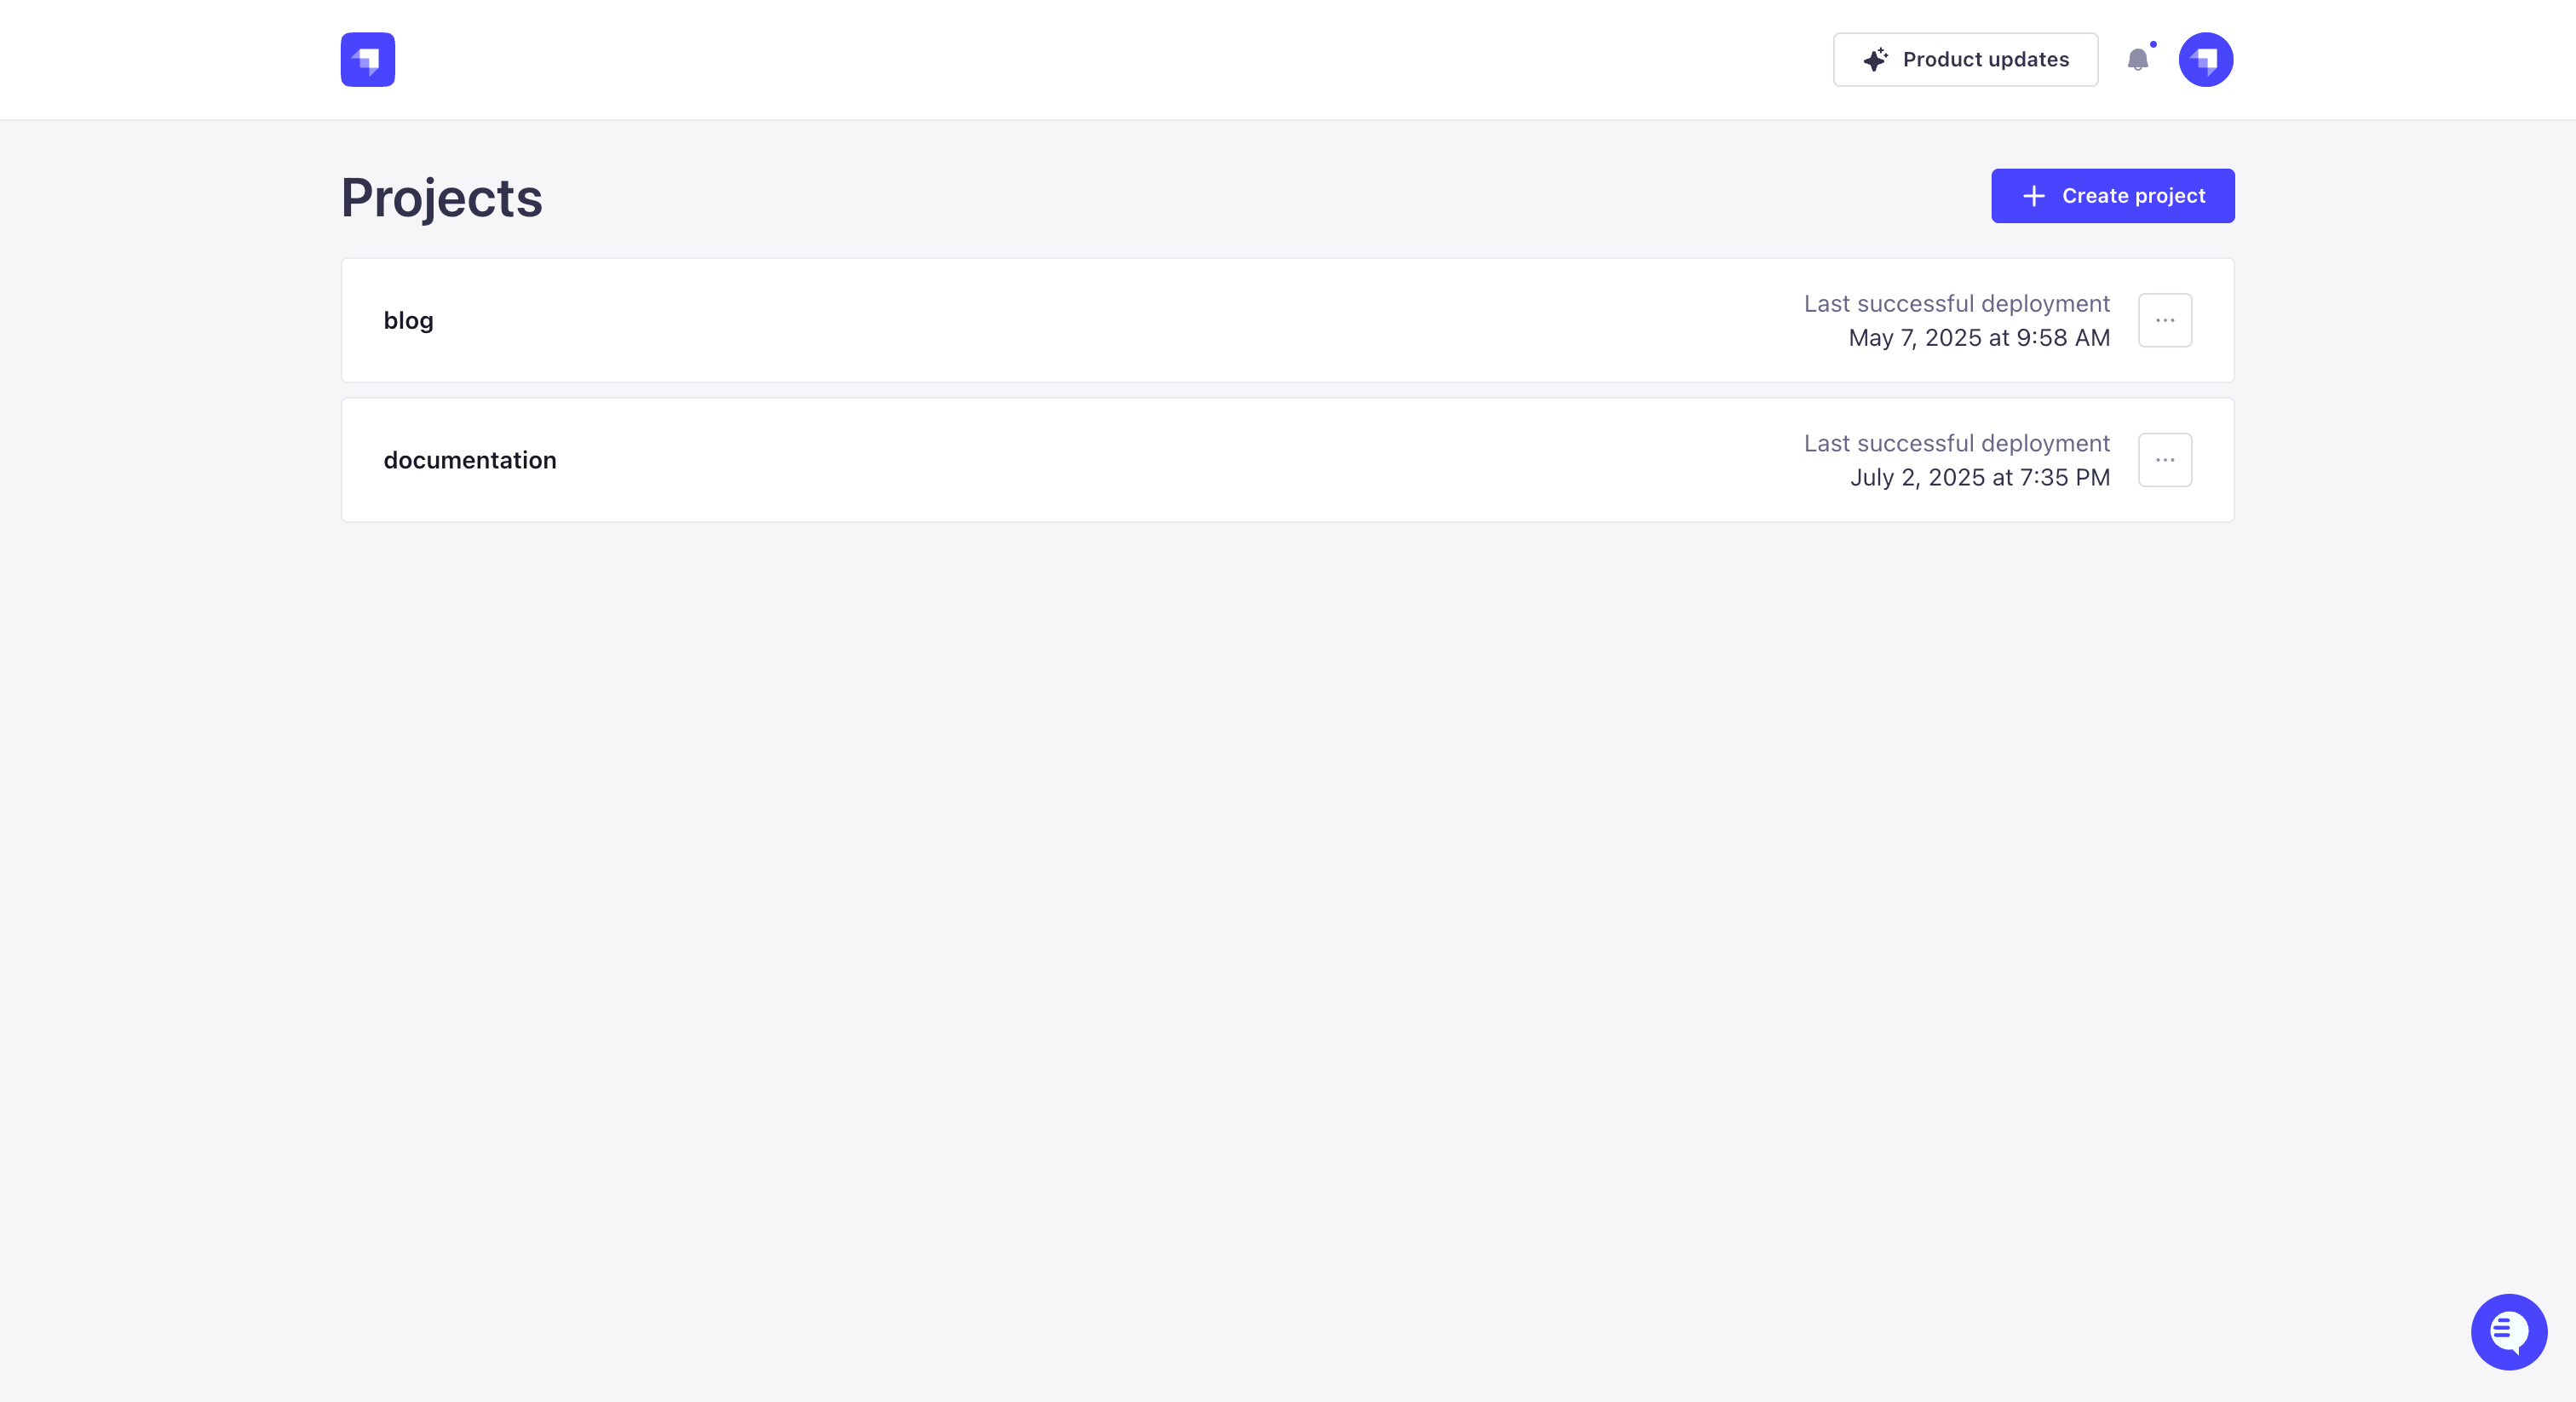 Product updates
Projects
Create project
blog
Last successful deployment
May 7, 2025 at 9:58 AM
documentation
Last successful deployment
July 2, 2025 at 7:35 PM